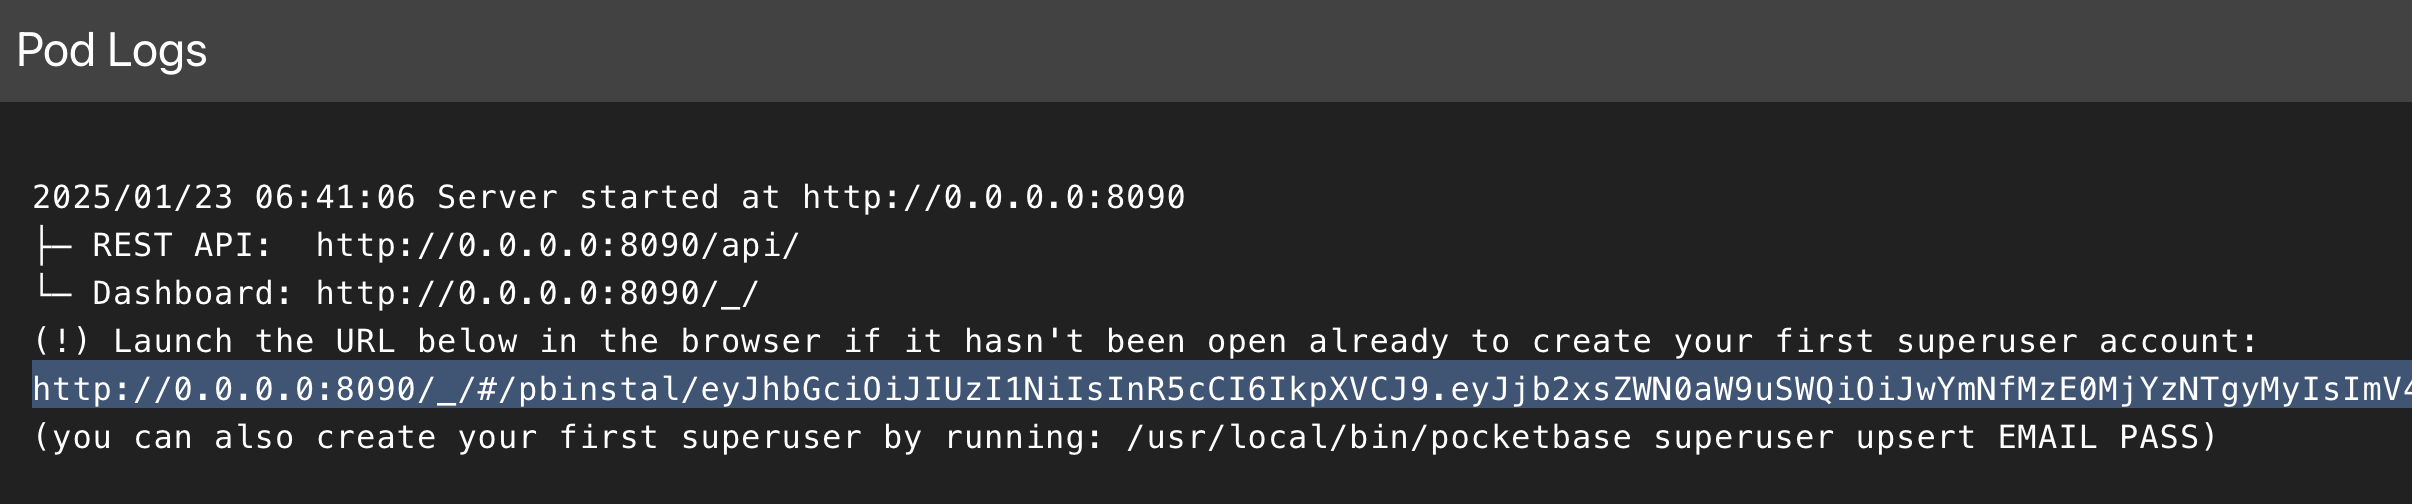 Pod Logs
2025/01/23 06:41:06 Server started at http://0.0.0.0:8090
├─ REST API:  http://0.0.0.0:8090/api/
└─ Dashboard: http://0.0.0.0:8090/_/
(!) Launch the URL below in the browser if it hasn't been open already to create your first superuser account:
http://0.0.0.0:8090/_/#/pbinstal/eyJhbGciOiJIUzI1NiIsInR5cCI6IkpXVCJ9.eyJjb2xsZWN0aW9uSWQiOiJwYmNfMzE0MjYzNTgyMyIsImV4
(you can also create your first superuser by running: /usr/local/bin/pocketbase superuser upsert EMAIL PASS)